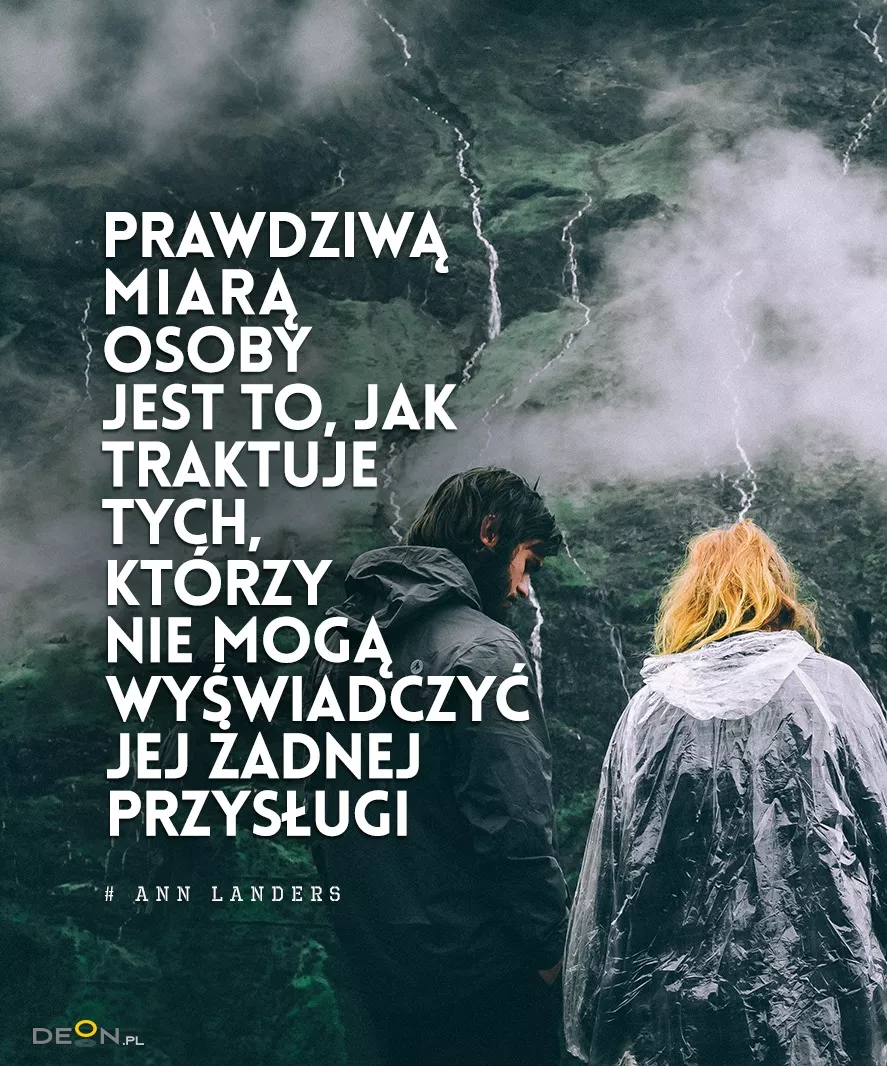 PRAWDZIWĄ
MIARĄ
OSOBY
JEST TO, JAK
TRAKTUJE
TYCH,
KTÓRZY
NIE MOGĄ
WYŚWIADCZYĆ
JEJ ŻADNEJ
PRZYSŁUGI
# ANN LANDERS
DEON.PL